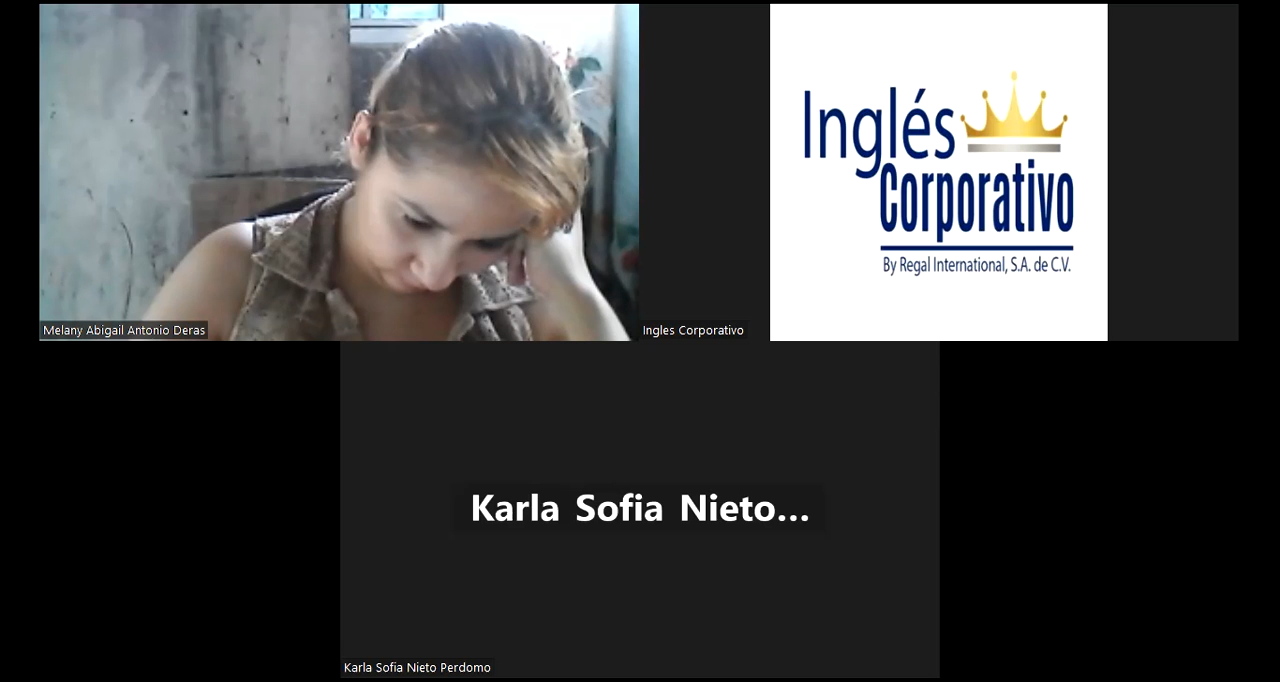 Inglés
Corporativo
By Regal International, S.A. de C.V.
Melany Abigail Antonio Deras
Ingles Corporativo
Karla Sofia Nieto...
Karla Sofia Nieto Perdomo